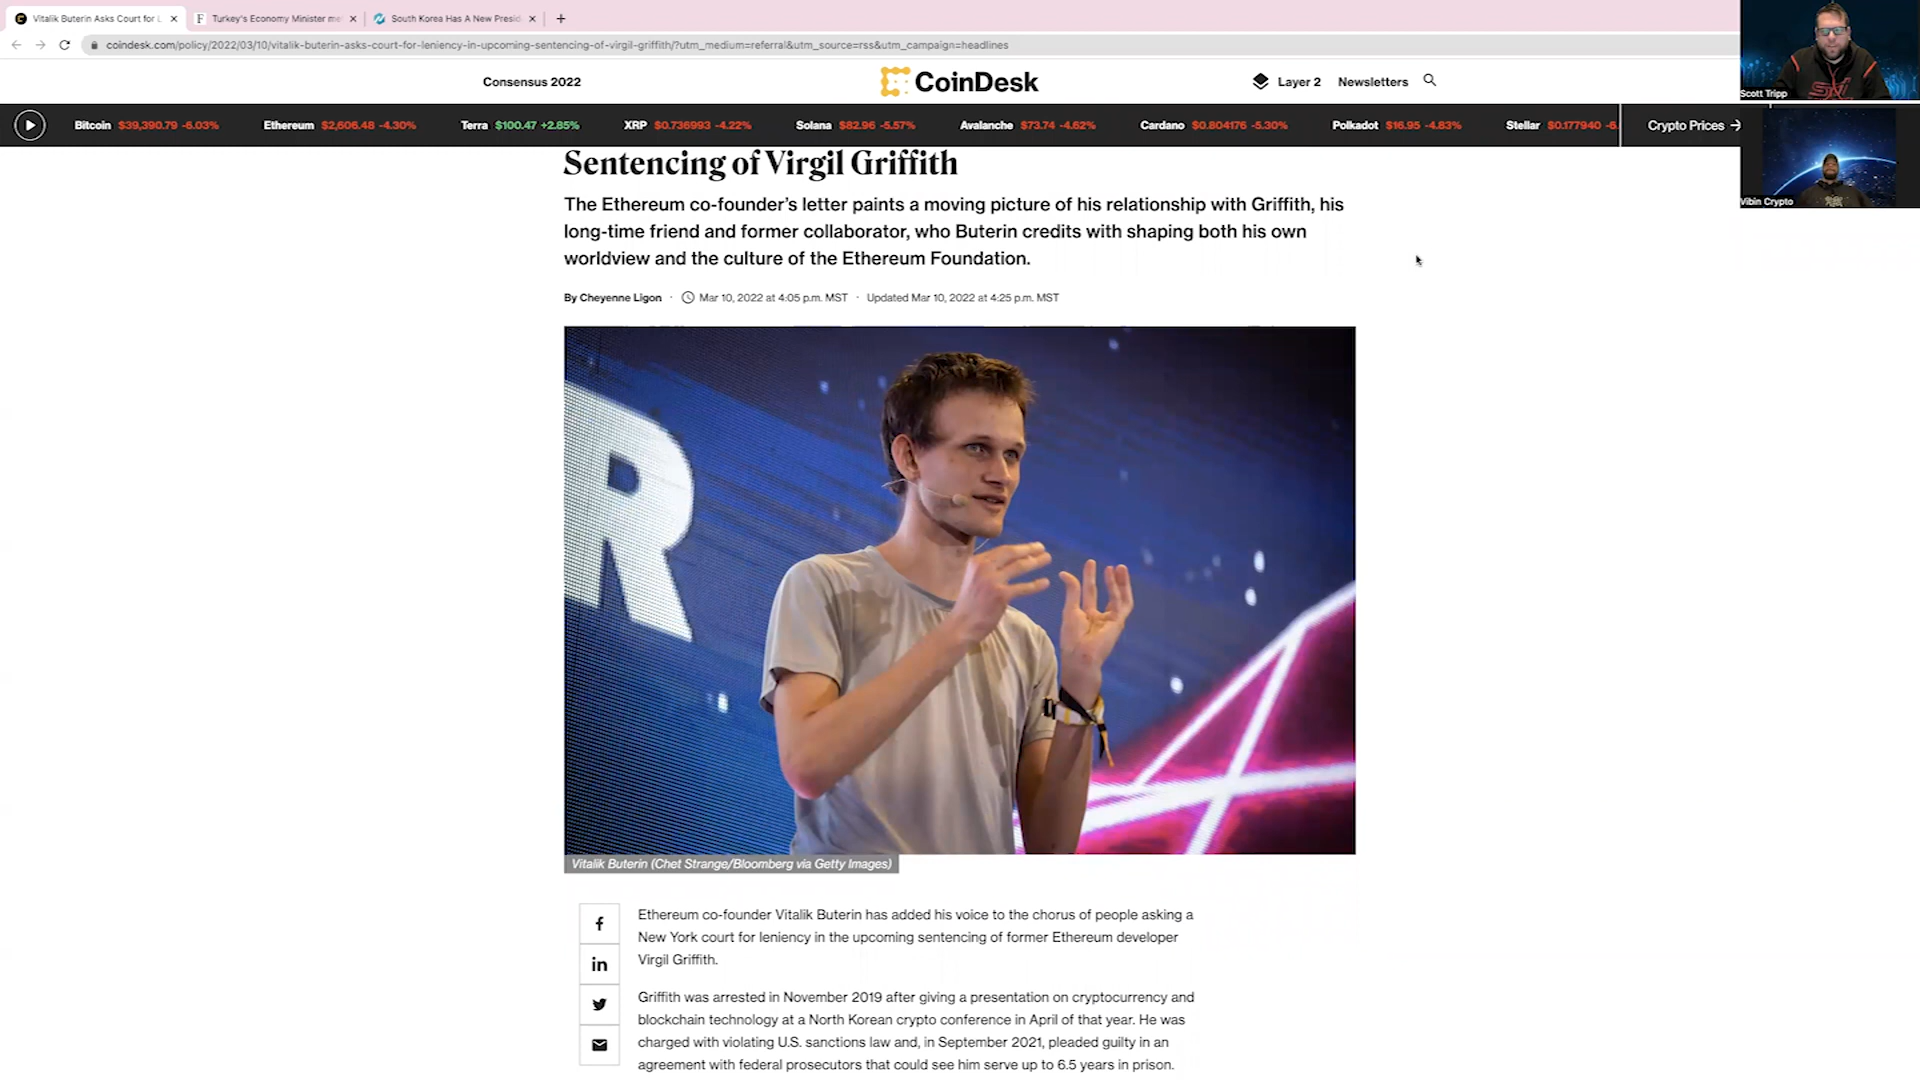 Vitalik Buterin Asks Court for L
Turkey's Economy Minister me
South Korea Has A New Presid
coindesk.com/policy/2022/03/10/vitalik-buterin-asks-court-for-leniency-in-upcoming-sentencing-of-virgil-griffith/?utm_medium=referral&utm_source=rss&utm_campaign=headlines
Scott Tripp
Consensus 2022
CoinDesk
Layer 2 Newsletters
Bitcoin $39,390.79 -6.03% Ethereum $2,606.48 -4.30% Terra $100.47 +2.85% XRP $0.736993 -4.22% Solana $82.96 -5.57% Avalanche $73.74 -4.62% Cardano $0.804176 -5.30% Polkadot $16.95 -4.83% Stellar $0.177940 -6. Crypto Prices →
Vibin Crypto
Sentencing of Virgil Griffith
The Ethereum co-founder's letter paints a moving picture of his relationship with Griffith, his
long-time friend and former collaborator, who Buterin credits with shaping both his own
worldview and the culture of the Ethereum Foundation.
By Cheyenne Ligon · Mar 10, 2022 at 4:05 p.m. MST · Updated Mar 10, 2022 at 4:25 p.m. MST
R
Vitalik Buterin (Chet Strange/Bloomberg via Getty Images)
Ethereum co-founder Vitalik Buterin has added his voice to the chorus of people asking a
New York court for leniency in the upcoming sentencing of former Ethereum developer
Virgil Griffith.
Griffith was arrested in November 2019 after giving a presentation on cryptocurrency and
blockchain technology at a North Korean crypto conference in April of that year. He was
charged with violating U.S. sanctions law and, in September 2021, pleaded guilty in an
agreement with federal prosecutors that could see him serve up to 6.5 years in prison.